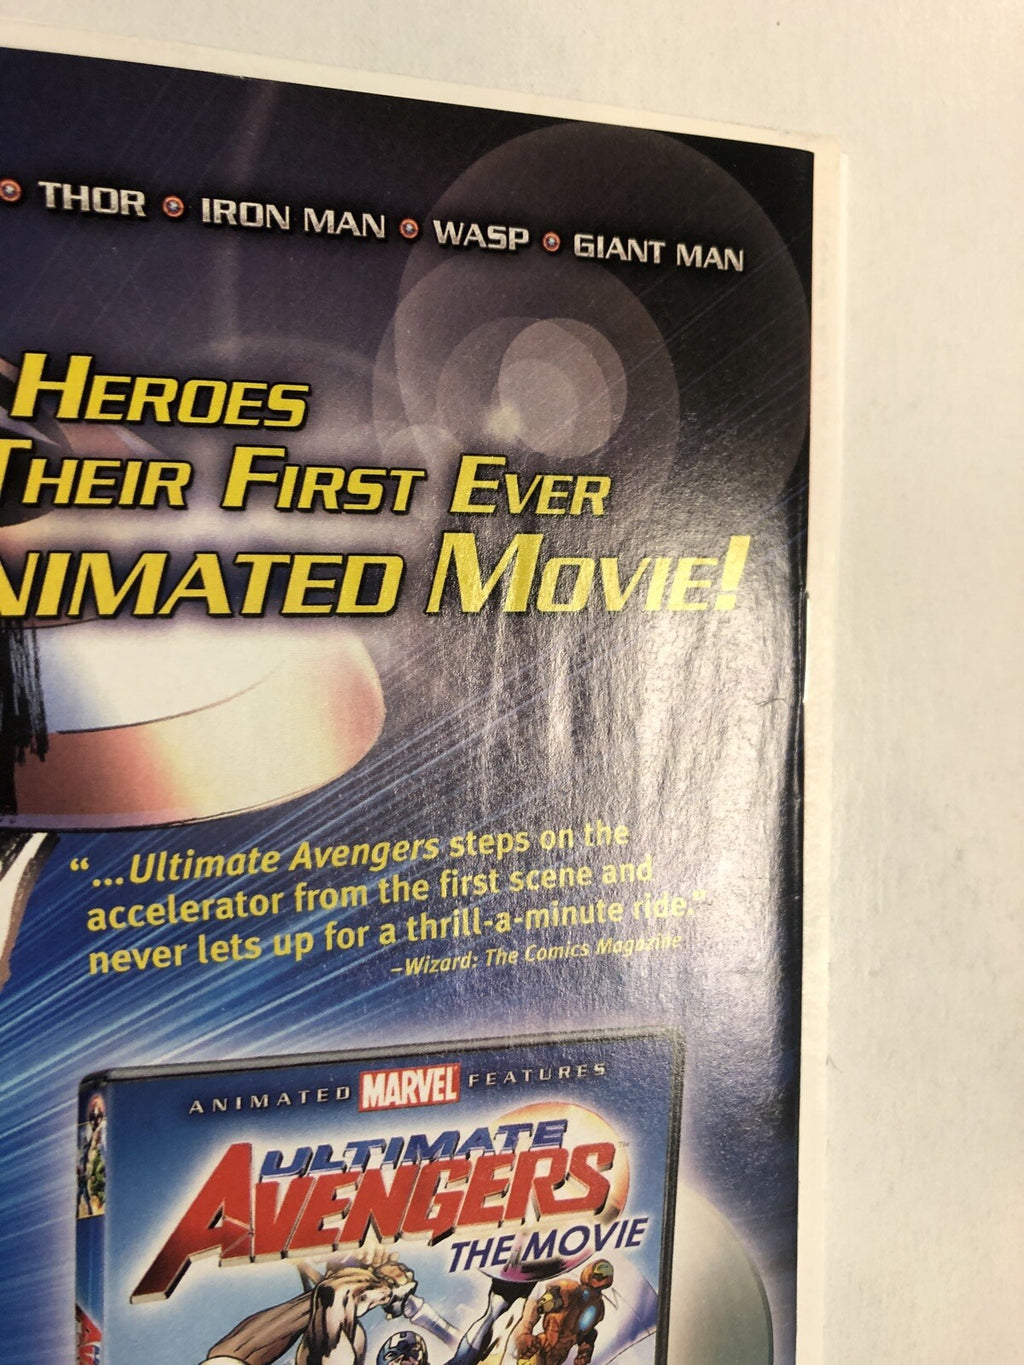 THOR IRON MAN WASP GIANT MAN
HEROES
THEIR FIRST EVER
NIMATED MOVIE!
“...Ultimate Avengers steps on the
accelerator from the first scene and
never lets up for a thrill-a-minute ride.”
–Wizard: The Comics Magazine
ANIMATED MARVEL FEATURES
ULTIMATE
AVENGERS™
THE MOVIE